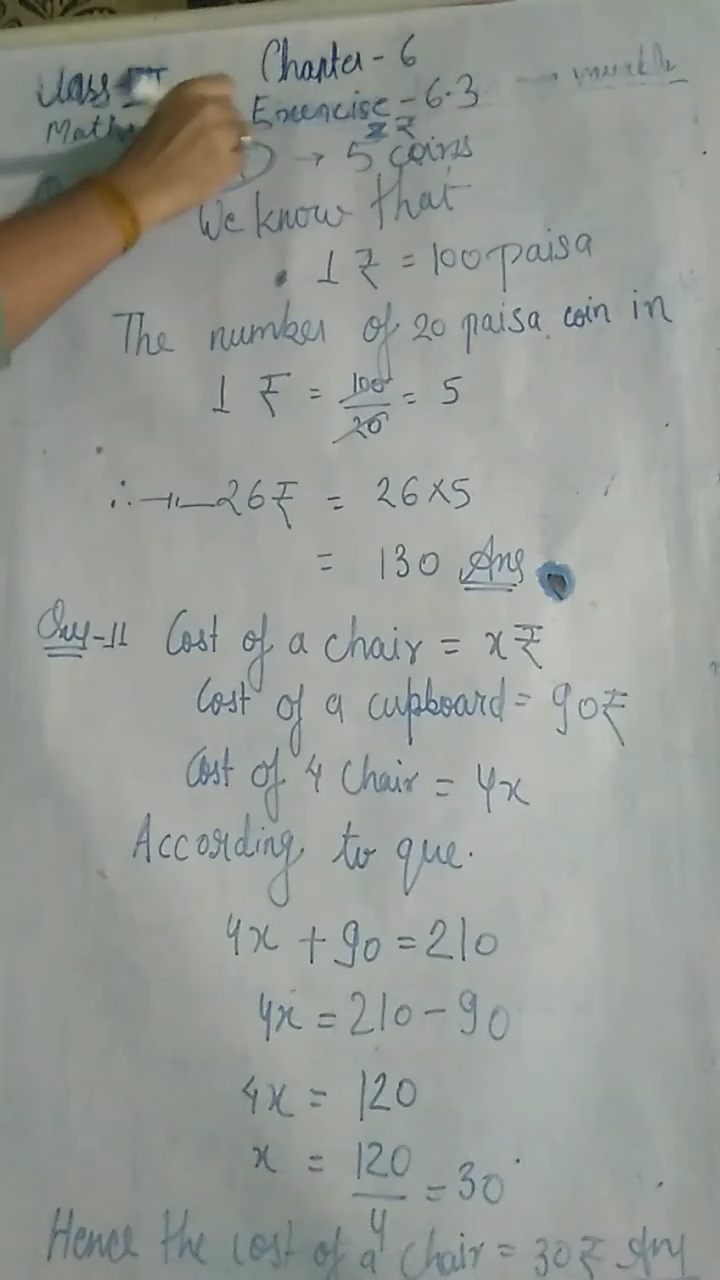 Chapter - 6
Class
Math
Exercise - 6.3
→ 5 coins
We know that
1 ₹ = 100 paisa
The number of 20 paisa coin in
1 ₹ = 100/20 = 5
∴ —〃— 26₹ = 26×5
= 130 Ans
Que-11 Cost of a chair = x₹
Cost of a cupboard = 90₹
Cost of 4 Chair = 4x
According to que.
4x + 90 = 210
4x = 210 - 90
4x = 120
x = 120/4 = 30
Hence the cost of a chair = 30₹ Ans